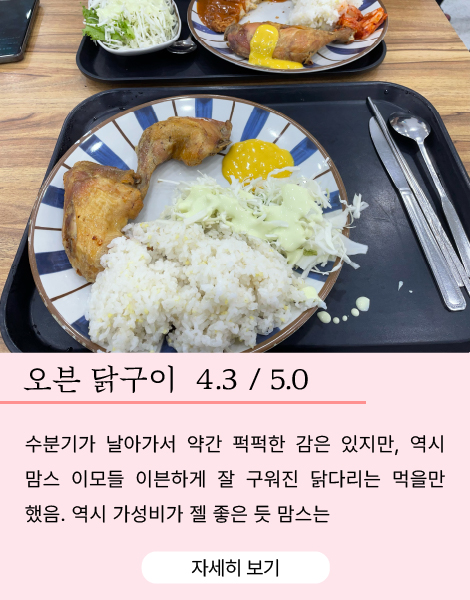 오븐 닭구이 4.3 / 5.0
수분기가 날아가서 약간 퍽퍽한 감은 있지만, 역시
맘스 이모들 이븐하게 잘 구워진 닭다리는 먹을만
했음. 역시 가성비가 젤 좋은 듯 맘스는
자세히 보기